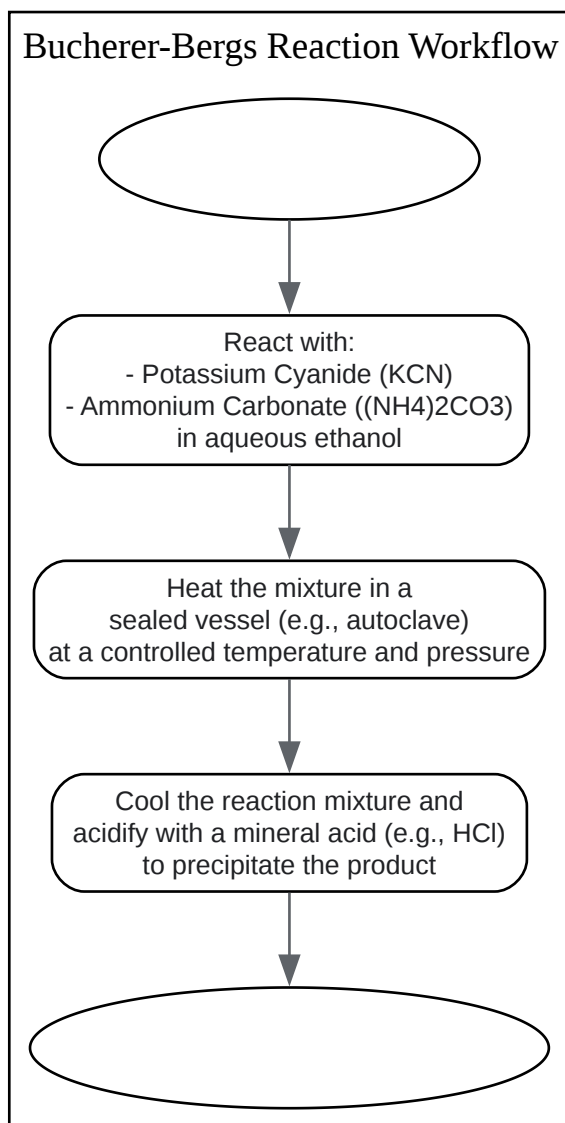 Bucherer-Bergs Reaction Workflow
React with:
- Potassium Cyanide (KCN)
- Ammonium Carbonate ((NH4)2CO3)
in aqueous ethanol
Heat the mixture in a
sealed vessel (e.g., autoclave)
at a controlled temperature and pressure
Cool the reaction mixture and
acidify with a mineral acid (e.g., HCl)
to precipitate the product